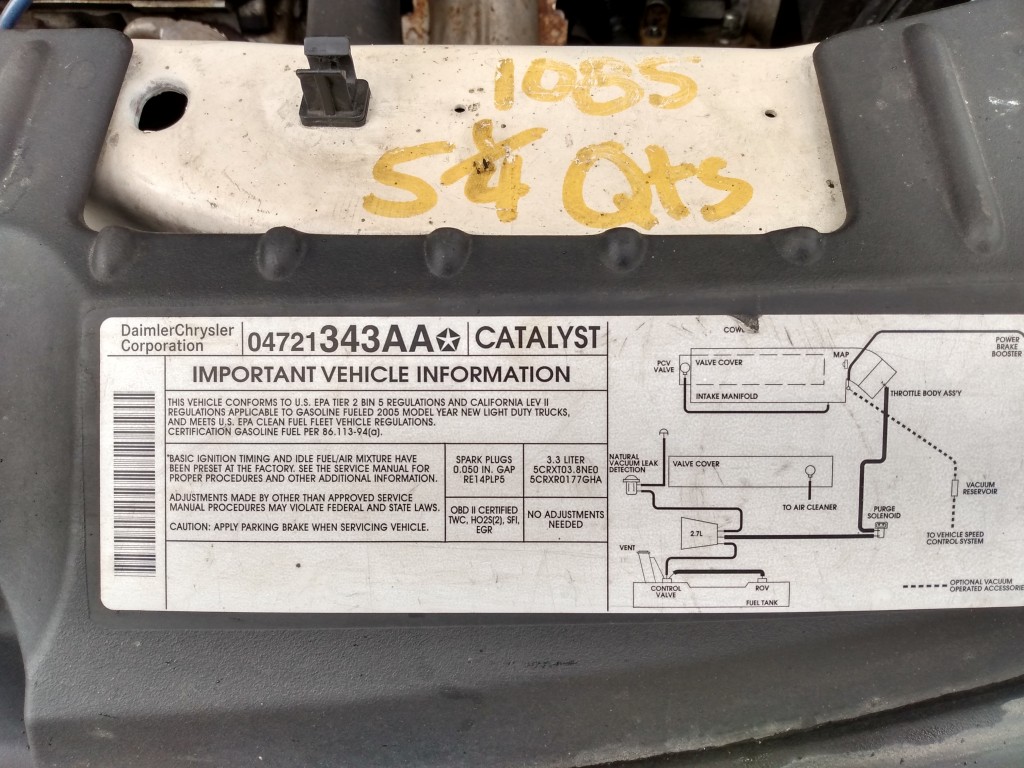 10BS
5 1/4 Qts
DaimlerChrysler
Corporation
04721343AA
CATALYST
IMPORTANT VEHICLE INFORMATION
THIS VEHICLE CONFORMS TO U.S. EPA TIER 2 BIN 5 REGULATIONS AND CALIFORNIA LEV II
REGULATIONS APPLICABLE TO GASOLINE FUELED 2005 MODEL YEAR NEW LIGHT DUTY TRUCKS,
AND MEETS U.S. EPA CLEAN FUEL FLEET VEHICLE REGULATIONS.
CERTIFICATION GASOLINE FUEL PER 86.113-94(a).
*BASIC IGNITION TIMING AND IDLE FUEL/AIR MIXTURE HAVE
BEEN PRESET AT THE FACTORY. SEE THE SERVICE MANUAL FOR
PROPER PROCEDURES AND OTHER ADDITIONAL INFORMATION.
ADJUSTMENTS MADE BY OTHER THAN APPROVED SERVICE
MANUAL PROCEDURES MAY VIOLATE FEDERAL AND STATE LAWS.
CAUTION: APPLY PARKING BRAKE WHEN SERVICING VEHICLE.
SPARK PLUGS
0.050 IN. GAP
RE14PLP5
3.3 LITER
5CRXT03.8NE0
5CRXR0177GHA
OBD II CERTIFIED
TWC, HO2S(2), SFI,
EGR
NO ADJUSTMENTS
NEEDED
POWER
BRAKE
BOOSTER
PCV
VALVE
VALVE COVER
MAP
INTAKE MANIFOLD
THROTTLE BODY ASS'Y
NATURAL
VACUUM LEAK
DETECTION
VALVE COVER
TO AIR CLEANER
VACUUM
RESERVOIR
PURGE
SOLENOID
2.7L
TO VEHICLE SPEED
CONTROL SYSTEM
VENT
CONTROL
VALVE
ROV
FUEL TANK
OPTIONAL VACUUM
OPERATED ACCESSORIES